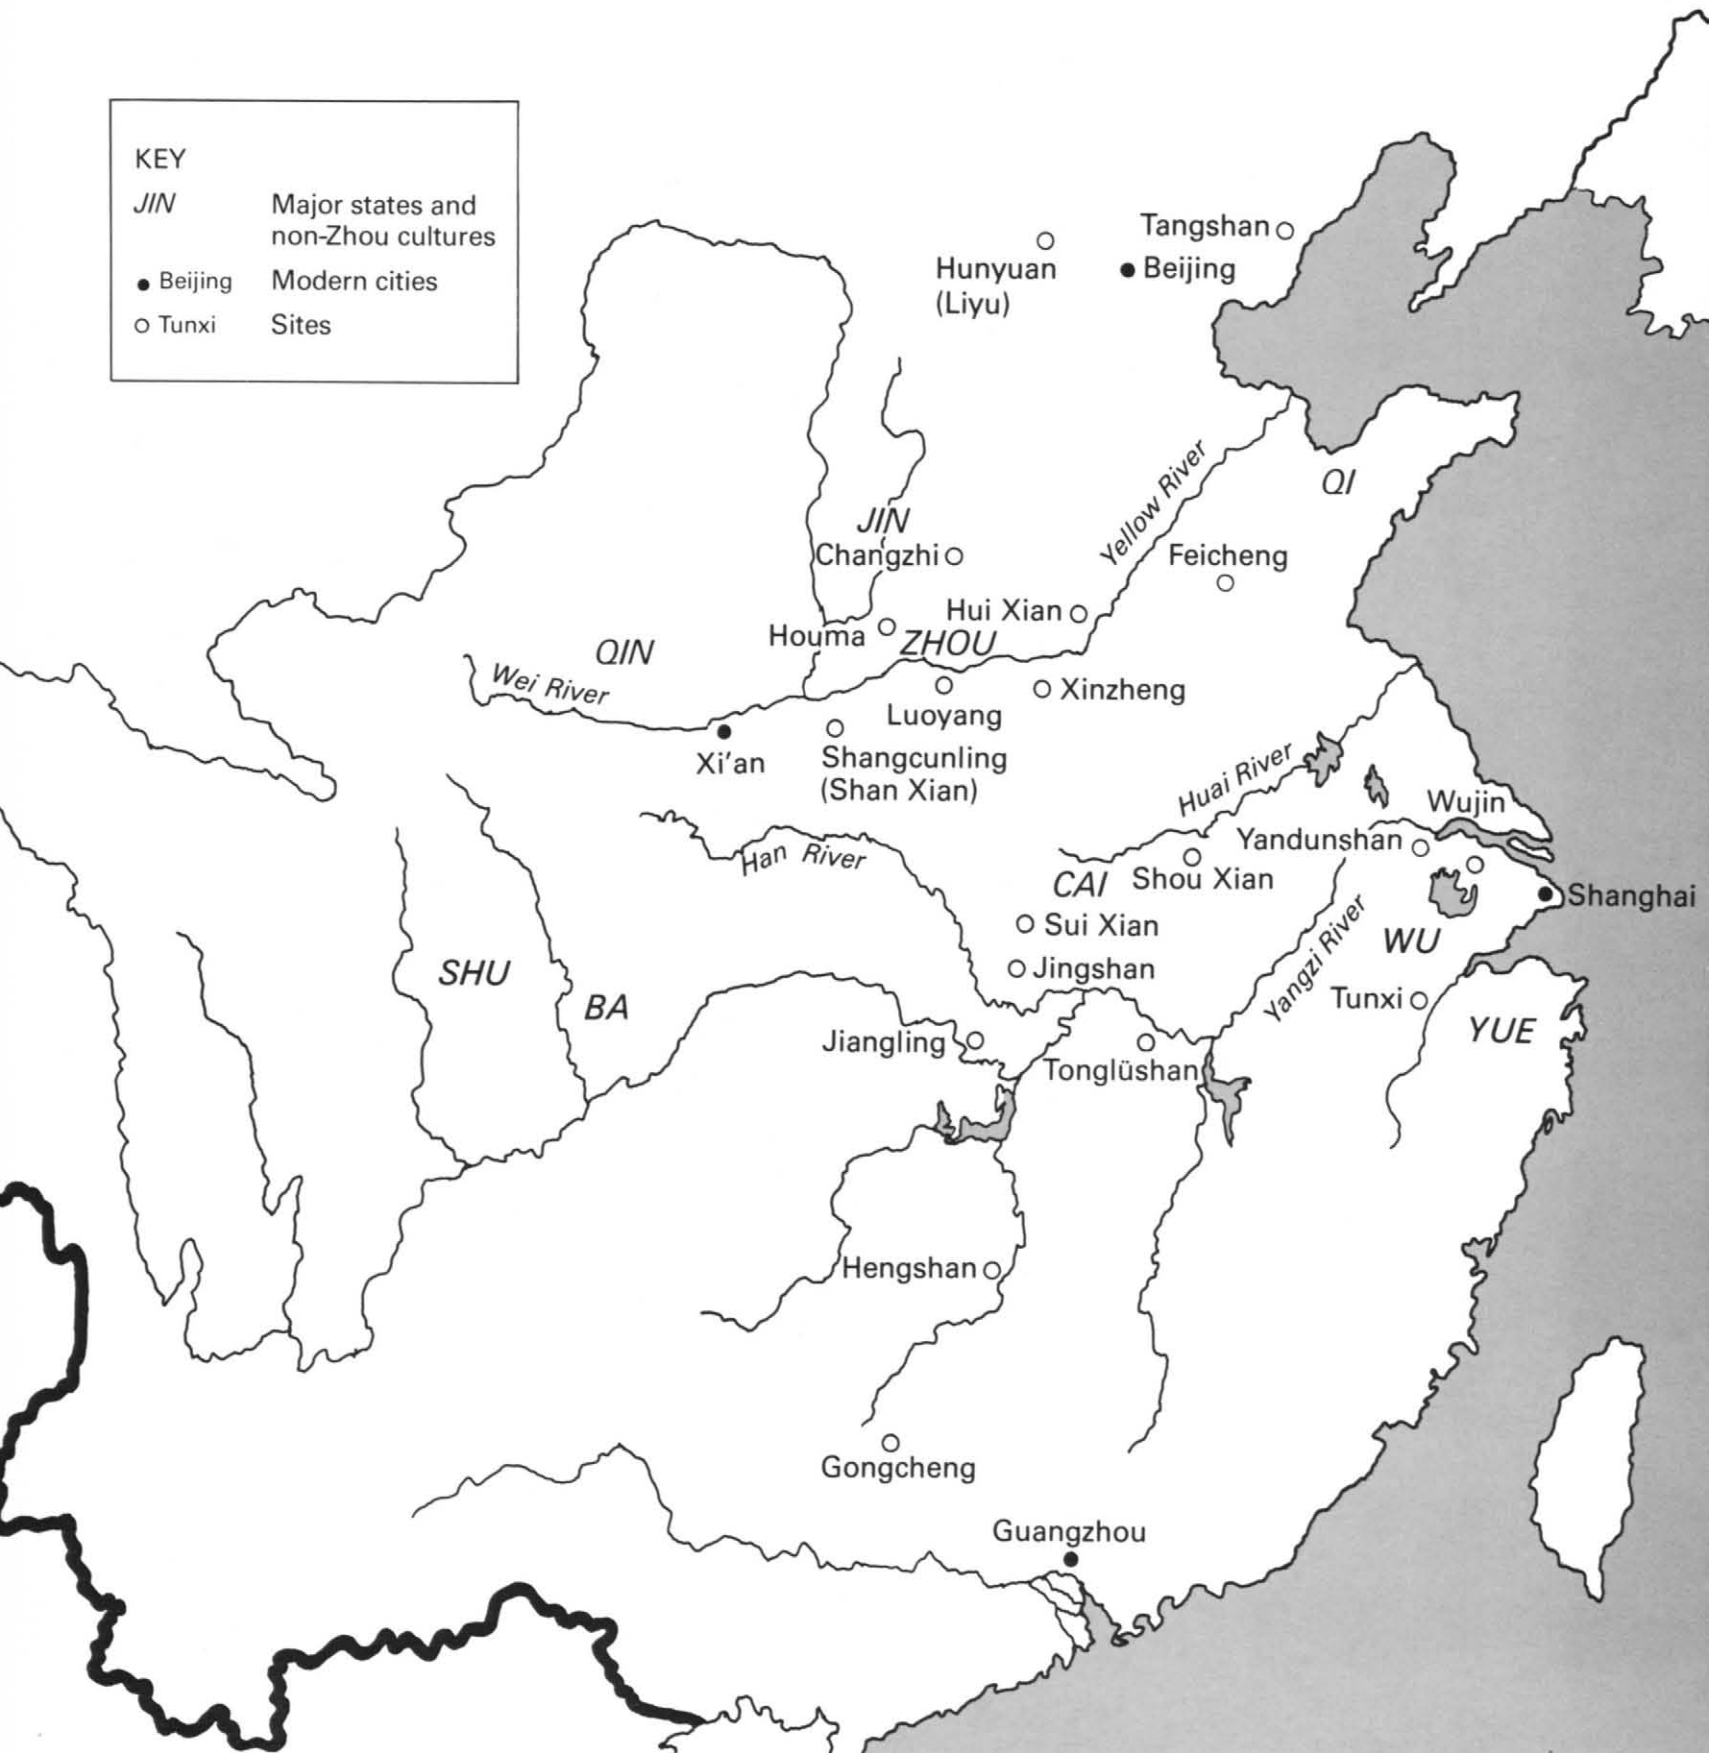 KEY
JIN Major states and
non-Zhou cultures
Beijing Modern cities
Tunxi Sites
Tangshan
Hunyuan
(Liyu)
Beijing
Yellow River
QI
JIN
Changzhi
Feicheng
Hui Xian
Houma
ZHOU
QIN
Wei River
Xinzheng
Luoyang
Xi'an
Shangcunling
(Shan Xian)
Huai River
Wujin
Han River
Yandunshan
CAI
Shou Xian
Shanghai
Sui Xian
WU
Yangzi River
SHU
Jingshan
BA
Tunxi
YUE
Jiangling
Tonglüshan
Hengshan
Gongcheng
Guangzhou